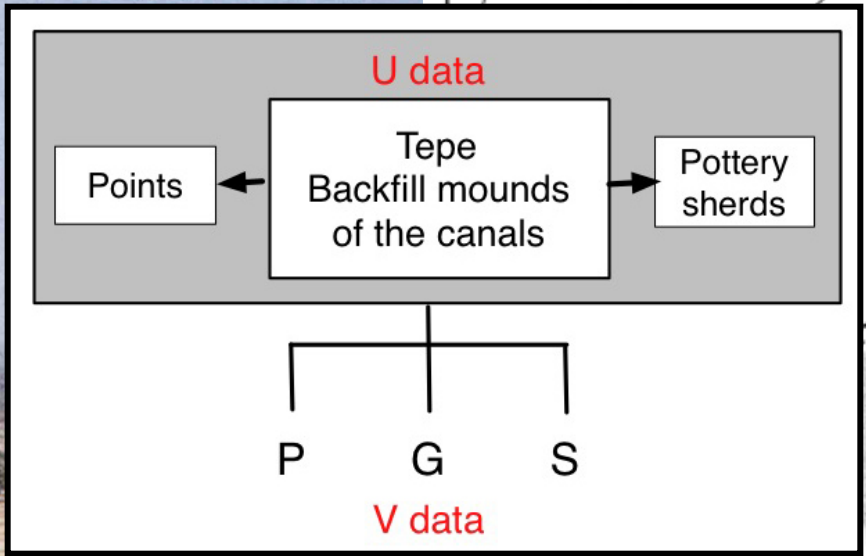 U data
Points
Tepe
Backfill mounds
of the canals
Pottery
sherds
P G S
V data